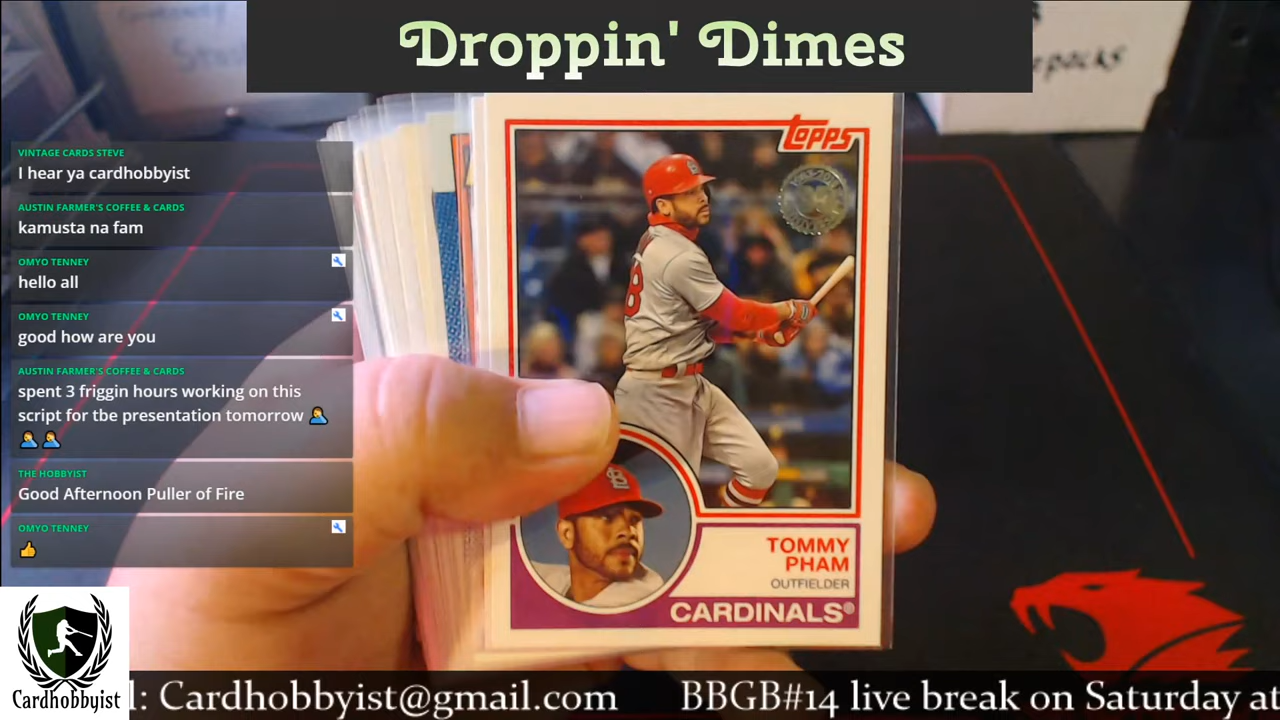 Droppin' Dimes
epacks
VINTAGE CARDS STEVE
I hear ya cardhobbyist
AUSTIN FARMER'S COFFEE & CARDS
kamusta na fam
OMYO TENNEY
hello all
OMYO TENNEY
good how are you
AUSTIN FARMER'S COFFEE & CARDS
spent 3 friggin hours working on this
script for tbe presentation tomorrow
THE HOBBYIST
Good Afternoon Puller of Fire
OMYO TENNEY
Topps
8
TOMMY
PHAM
OUTFIELDER
CARDINALS®
Cardhobbyist
l: Cardhobbyist@gmail.com BBGB#14 live break on Saturday at